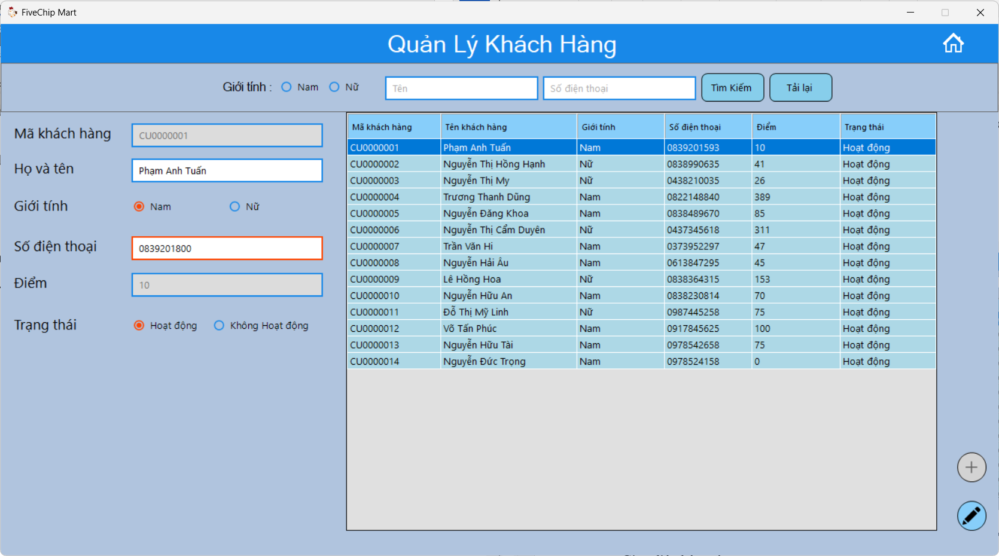 FiveChip Mart
Quản Lý Khách Hàng
Giới tính : Nam Nữ Tên Số điện thoại Tìm Kiếm Tải lại
Mã khách hàng CU0000001
Họ và tên Phạm Anh Tuấn
Giới tính Nam Nữ
Số điện thoại 0839201800
Điểm 10
Trạng thái Hoạt động Không Hoạt động
Mã khách hàng Tên khách hàng Giới tính Số điện thoại Điểm Trạng thái
CU0000001 Phạm Anh Tuấn Nam 0839201593 10 Hoạt động
CU0000002 Nguyễn Thị Hồng Hạnh Nữ 0838990635 41 Hoạt động
CU0000003 Nguyễn Thị My Nữ 0438210035 26 Hoạt động
CU0000004 Trương Thanh Dũng Nam 0822148840 389 Hoạt động
CU0000005 Nguyễn Đăng Khoa Nam 0838489670 85 Hoạt động
CU0000006 Nguyễn Thị Cẩm Duyên Nữ 0437345618 311 Hoạt động
CU0000007 Trần Văn Hi Nam 0373952297 47 Hoạt động
CU0000008 Nguyễn Hải Âu Nam 0613847295 45 Hoạt động
CU0000009 Lê Hồng Hoa Nữ 0838364315 153 Hoạt động
CU0000010 Nguyễn Hữu An Nam 0838230814 70 Hoạt động
CU0000011 Đỗ Thị Mỹ Linh Nữ 0987445258 75 Hoạt động
CU0000012 Võ Tấn Phúc Nam 0917845625 100 Hoạt động
CU0000013 Nguyễn Hữu Tài Nam 0978542658 75 Hoạt động
CU0000014 Nguyễn Đức Trọng Nam 0978524158 0 Hoạt động